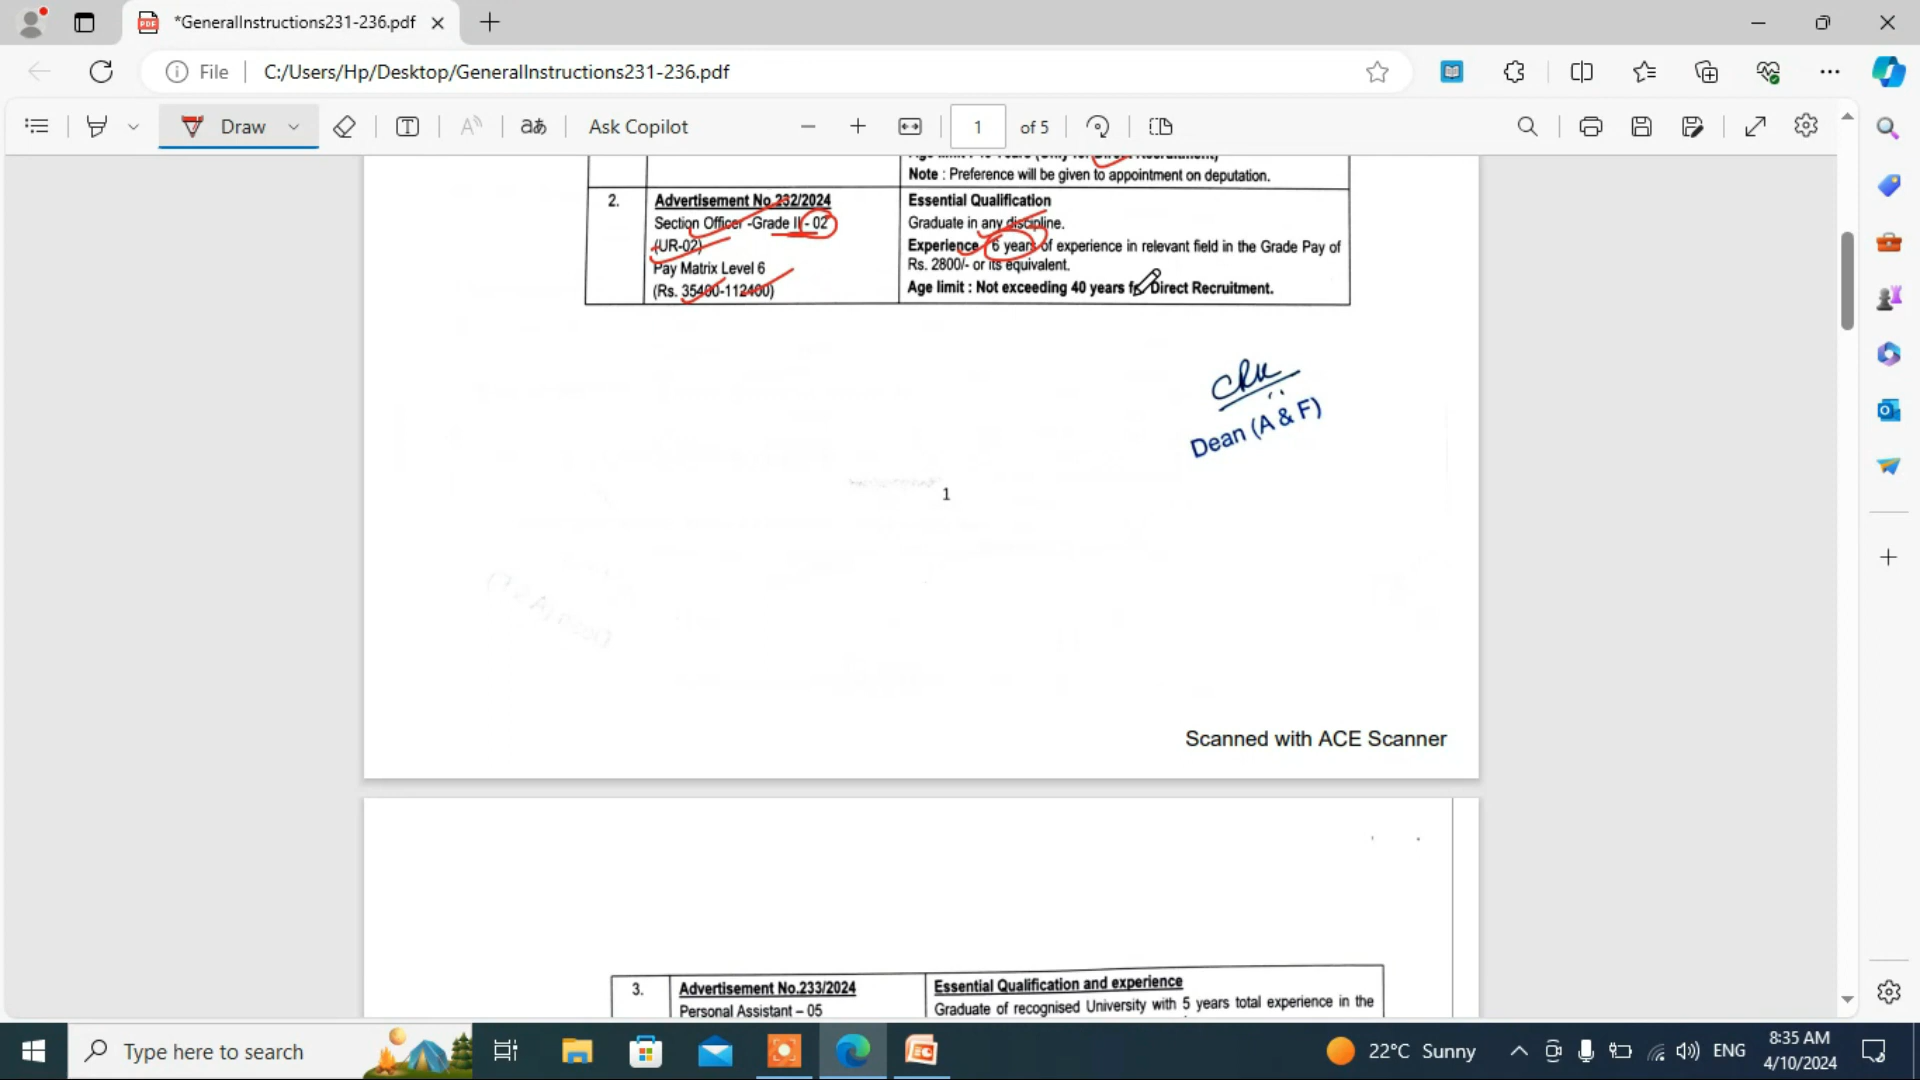 *GeneralInstructions231-236.pdf
File
C:/Users/Hp/Desktop/GeneralInstructions231-236.pdf
Draw
Ask Copilot
1
of 5
Note : Preference will be given to appointment on deputation.
2.
Advertisement No.232/2024
Section Officer -Grade II - 02
(UR-02)
Pay Matrix Level 6
(Rs. 35400-112400)
Essential Qualification
Graduate in any discipline.
Experience 6 years of experience in relevant field in the Grade Pay of
Rs. 2800/- or its equivalent.
Age limit : Not exceeding 40 years Direct Recruitment.
Dean (A & F)
1
Scanned with ACE Scanner
3.
Advertisement No.233/2024
Personal Assistant – 05
Essential Qualification and experience
Graduate of recognised University with 5 years total experience in the
Type here to search
22°C Sunny
ENG
8:35 AM
4/10/2024